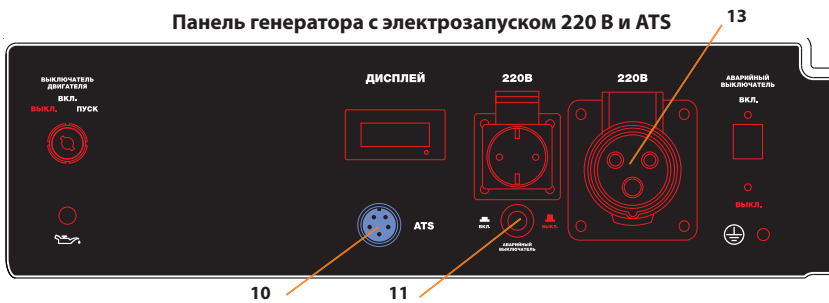 Панель генератора с электрозапуском 220 В и ATS
13
ВЫКЛЮЧАТЕЛЬ
ДВИГАТЕЛЯ
ВКЛ.
ВЫКЛ. ПУСК
ДИСПЛЕЙ
220В
220В
АВАРИЙНЫЙ
ВЫКЛЮЧАТЕЛЬ
ВКЛ.
ВЫКЛ.
ATS
ВКЛ.
ВЫКЛ.
АВАРИЙНЫЙ
ВЫКЛЮЧАТЕЛЬ
10
11